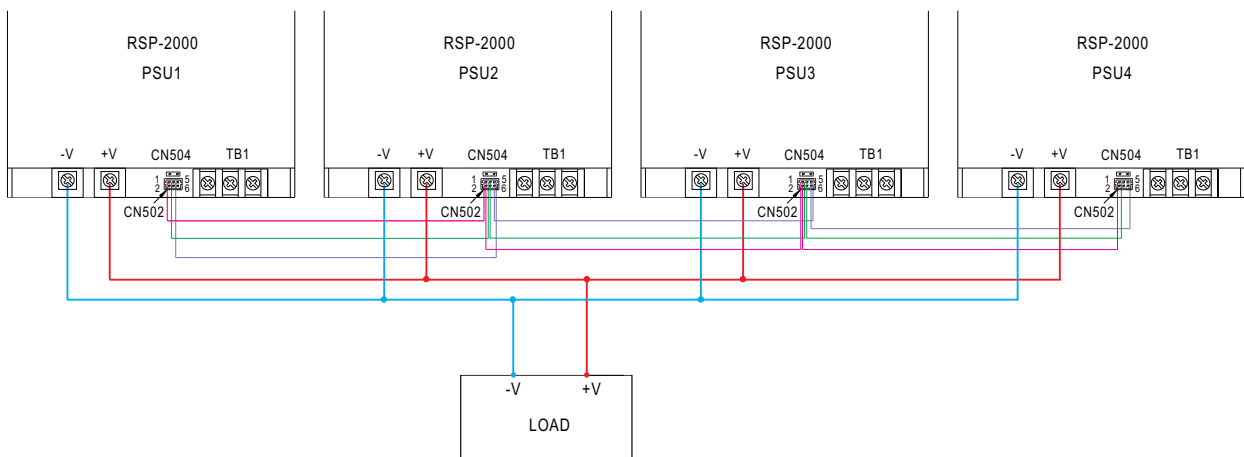 RSP-2000
PSU1
-V +V CN504 TB1
1 5
2 6
CN502
RSP-2000
PSU2
-V +V CN504 TB1
1 5
2 6
CN502
RSP-2000
PSU3
-V +V CN504 TB1
1 5
2 6
CN502
RSP-2000
PSU4
-V +V CN504 TB1
1 5
2 6
CN502
-V +V
LOAD